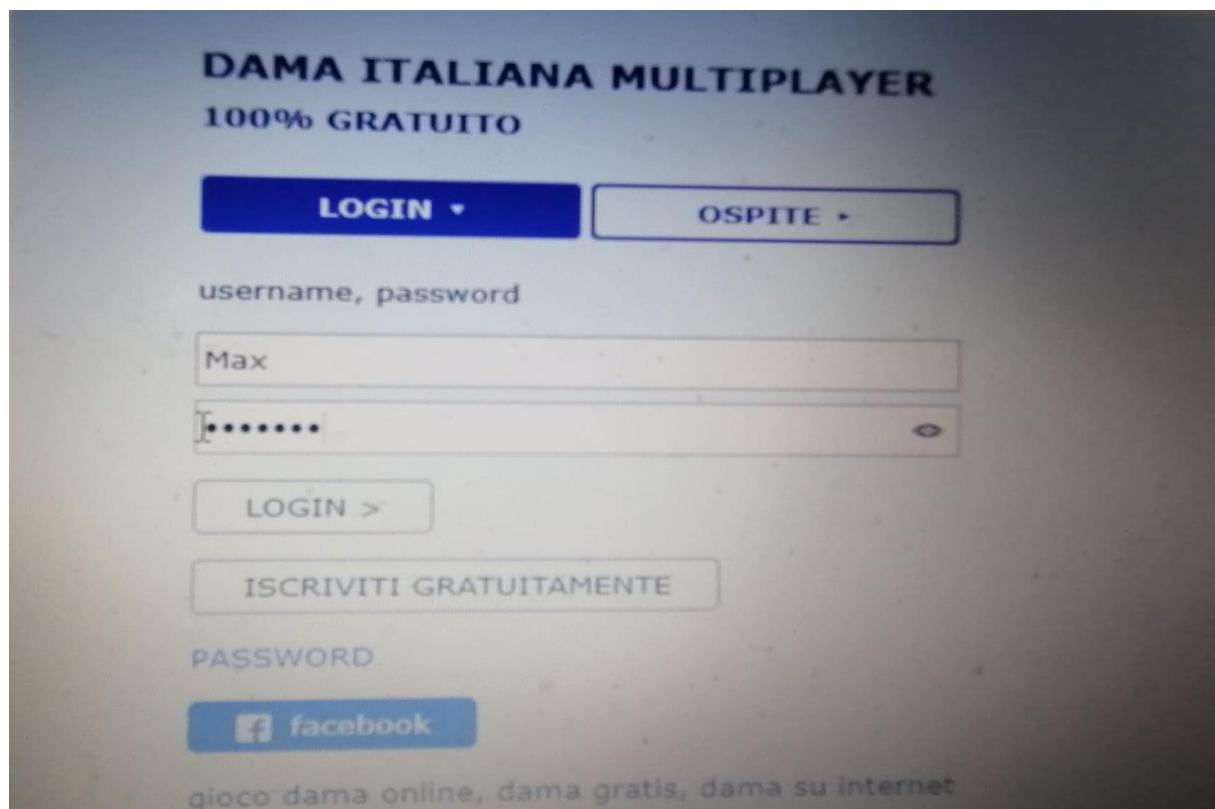 DAMA ITALIANA MULTIPLAYER
100% GRATUITO
LOGIN ▾ OSPITE ▸
username, password
Max
•••••••
LOGIN >
ISCRIVITI GRATUITAMENTE
PASSWORD
f facebook
gioco dama online, dama gratis, dama su internet